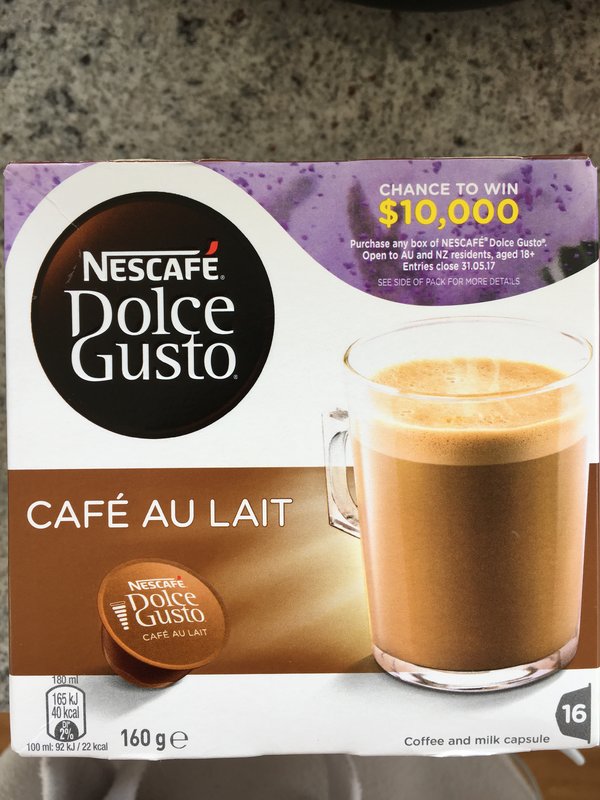 CHANCE TO WIN
$10,000
Purchase any box of NESCAFÉ® Dolce Gusto®.
Open to AU and NZ residents, aged 18+
Entries close 31.05.17
SEE SIDE OF PACK FOR MORE DETAILS
NESCAFÉ®
Dolce
Gusto®
CAFÉ AU LAIT
NESCAFÉ
Dolce
Gusto
CAFÉ AU LAIT
180 ml
165 kJ
40 kcal
2%
100 ml: 92 kJ / 22 kcal
160 g e
16
Coffee and milk capsule